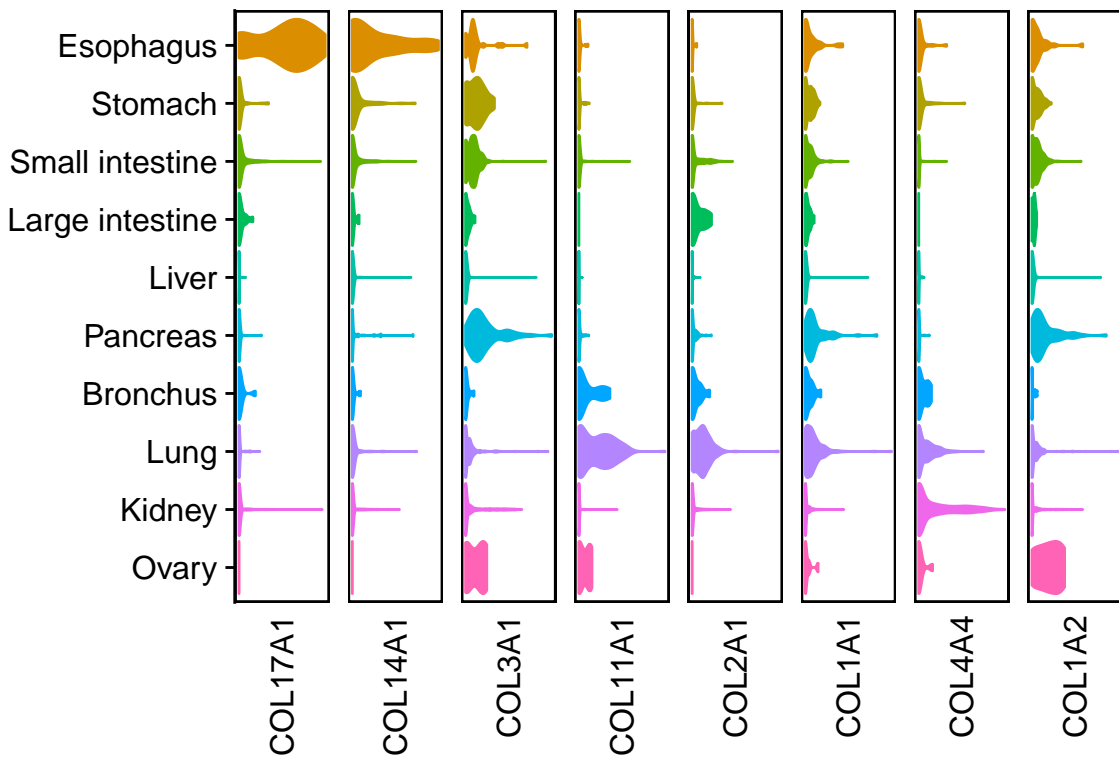 Esophagus
Stomach
Small intestine
Large intestine
Liver
Pancreas
Bronchus
Lung
Kidney
Ovary
COL17A1
COL14A1
COL3A1
COL11A1
COL2A1
COL1A1
COL4A4
COL1A2